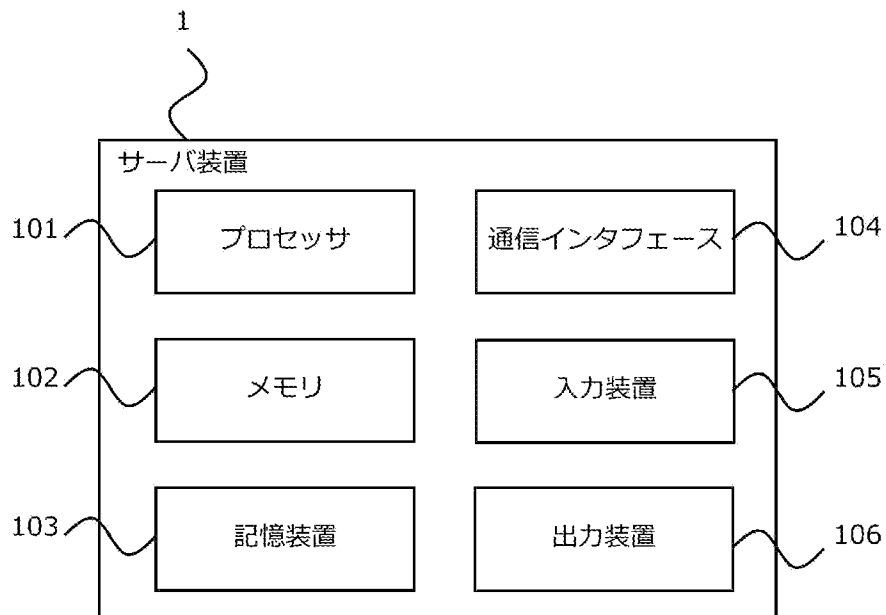 1
サーバ装置
101
プロセッサ
通信インタフェース
104
102
メモリ
入力装置
105
103
記憶装置
出力装置
106